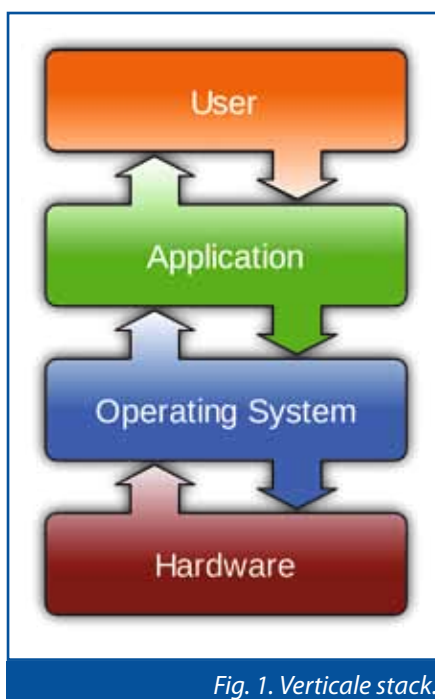 User
Application
Operating System
Hardware
Fig. 1. Verticale stack.